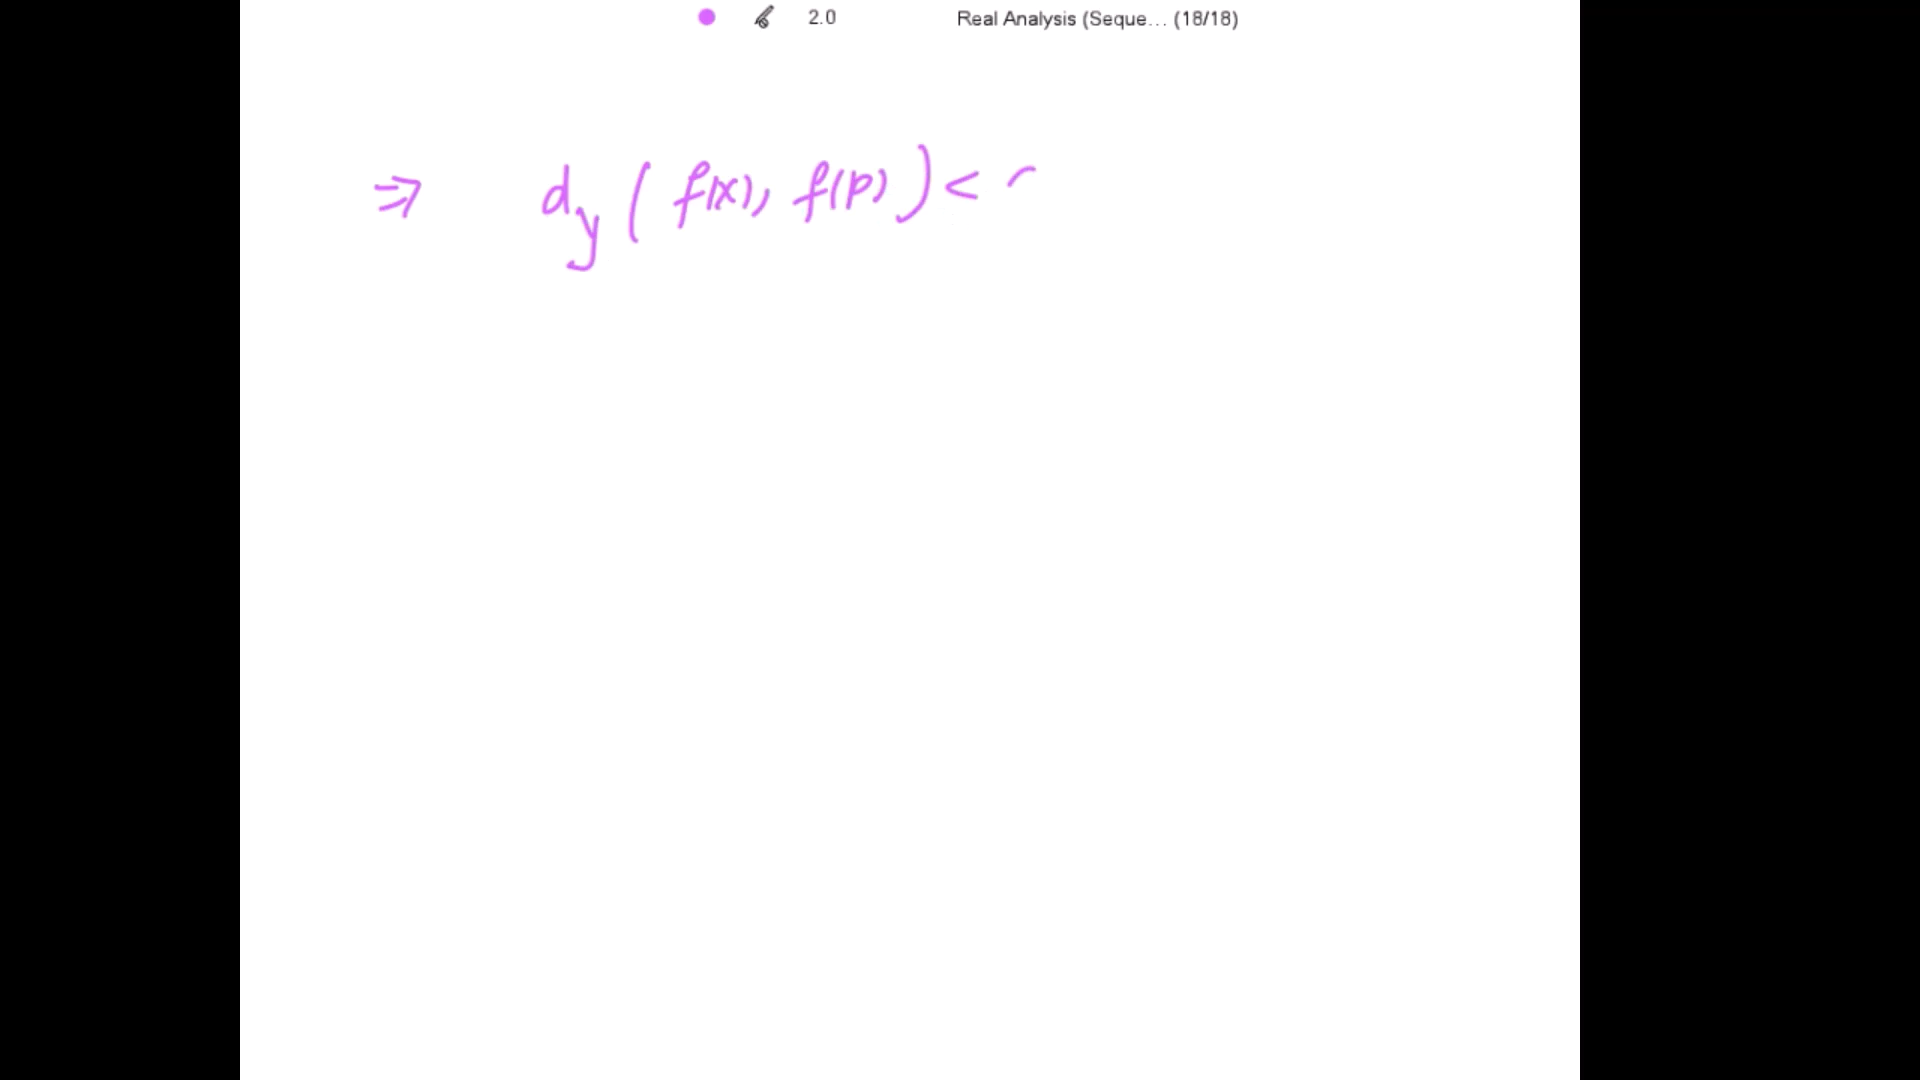 2.0 Real Analysis (Seque... (18/18)
⇒ d_y ( f(x), f(p) ) <